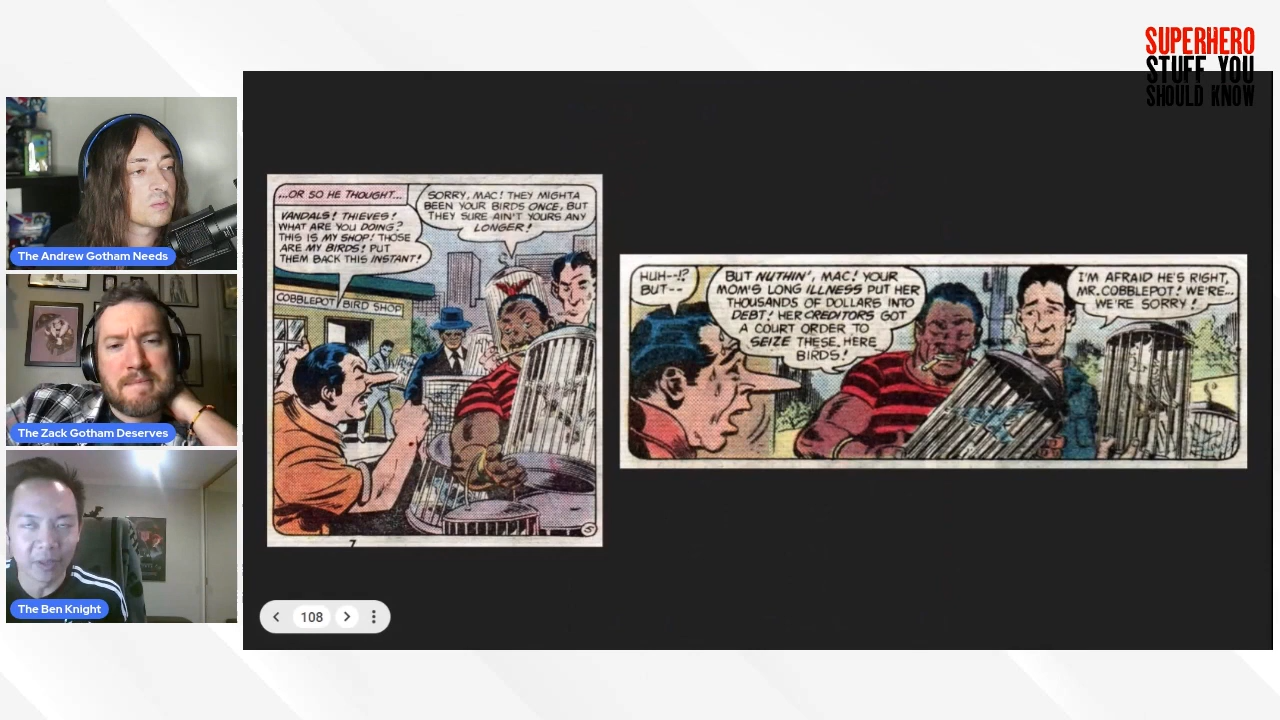 SUPERHERO
STUFF YOU
SHOULD KNOW
The Andrew Gotham Needs
The Zack Gotham Deserves
The Ben Knight
...OR SO HE THOUGHT...
VANDALS! THIEVES!
WHAT ARE YOU DOING?
THIS IS MY SHOP! THOSE
ARE MY BIRDS! PUT
THEM BACK THIS INSTANT!
SORRY, MAC! THEY MIGHTA
BEEN YOUR BIRDS ONCE, BUT
THEY SURE AIN'T YOURS ANY
LONGER!
COBBLEPOT BIRD SHOP
5
7
HUH--!?
BUT--
BUT NUTHIN', MAC! YOUR
MOM'S LONG ILLNESS PUT HER
THOUSANDS OF DOLLARS INTO
DEBT! HER CREDITORS GOT
A COURT ORDER TO
SEIZE THESE HERE
BIRDS!
I'M AFRAID HE'S RIGHT,
MR. COBBLEPOT! WE'RE...
WE'RE SORRY!
108